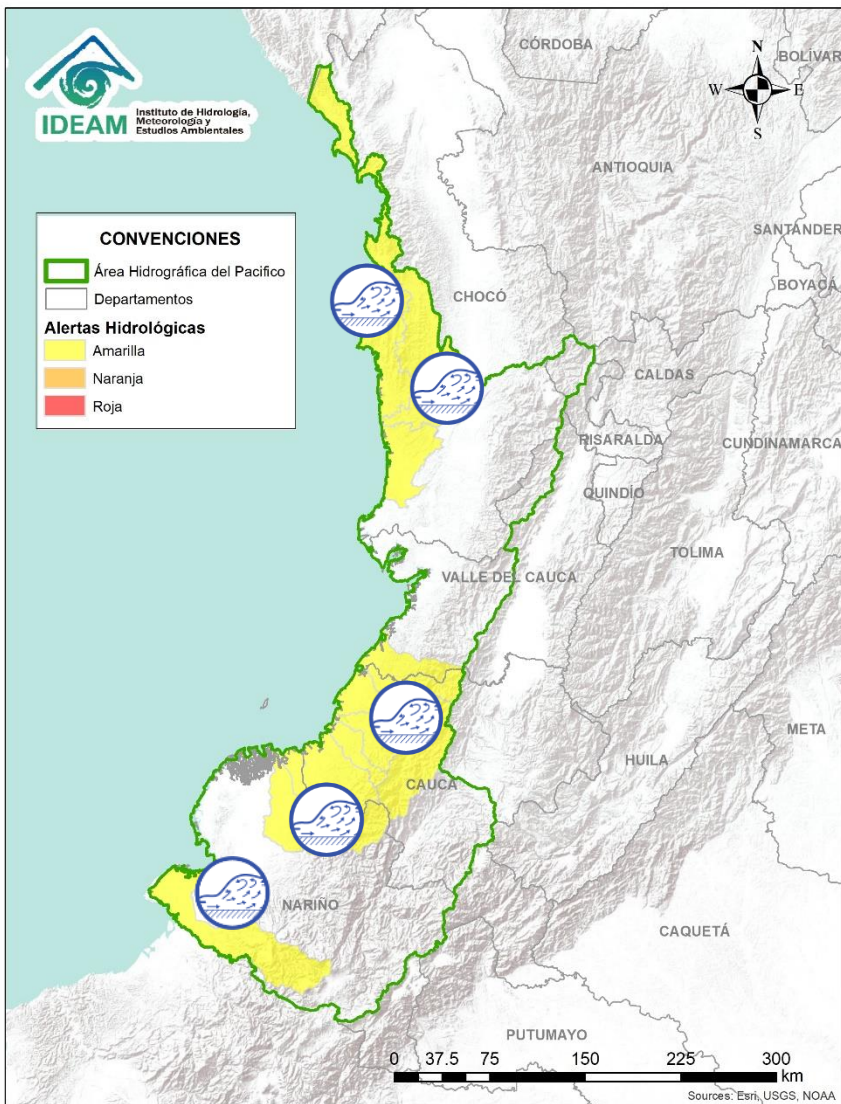 IDEAM
Instituto de Hidrología,
Meteorología y
Estudios Ambientales
N
W
E
S
CÓRDOBA
BOLÍVAR
ANTIOQUIA
SANTANDER
BOYACÁ
CHOCÓ
CALDAS
RISARALDA
CUNDINAMARCA
QUINDÍO
TOLIMA
VALLE DEL CAUCA
META
HUILA
CAUCA
NARIÑO
CAQUETÁ
PUTUMAYO
CONVENCIONES
Área Hidrográfica del Pacifico
Departamentos
Alertas Hidrológicas
Amarilla
Naranja
Roja
0 37.5 75 150 225 300
km
Sources: Esri, USGS, NOAA